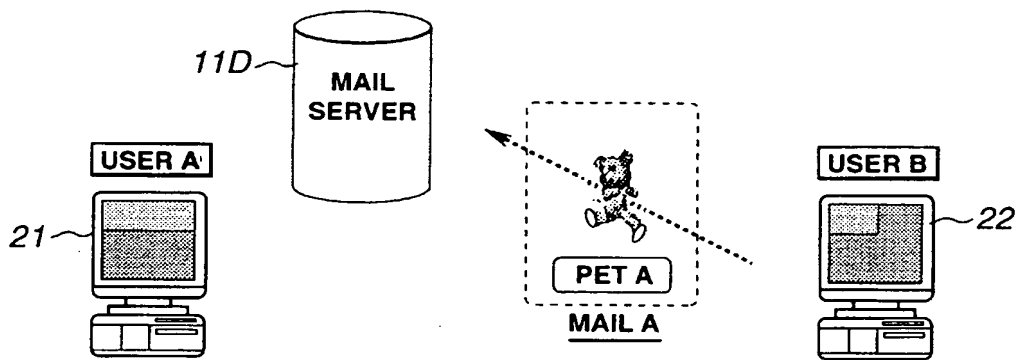 11D
MAIL
SERVER
USER A
USER B
21
22
PET A
MAIL A